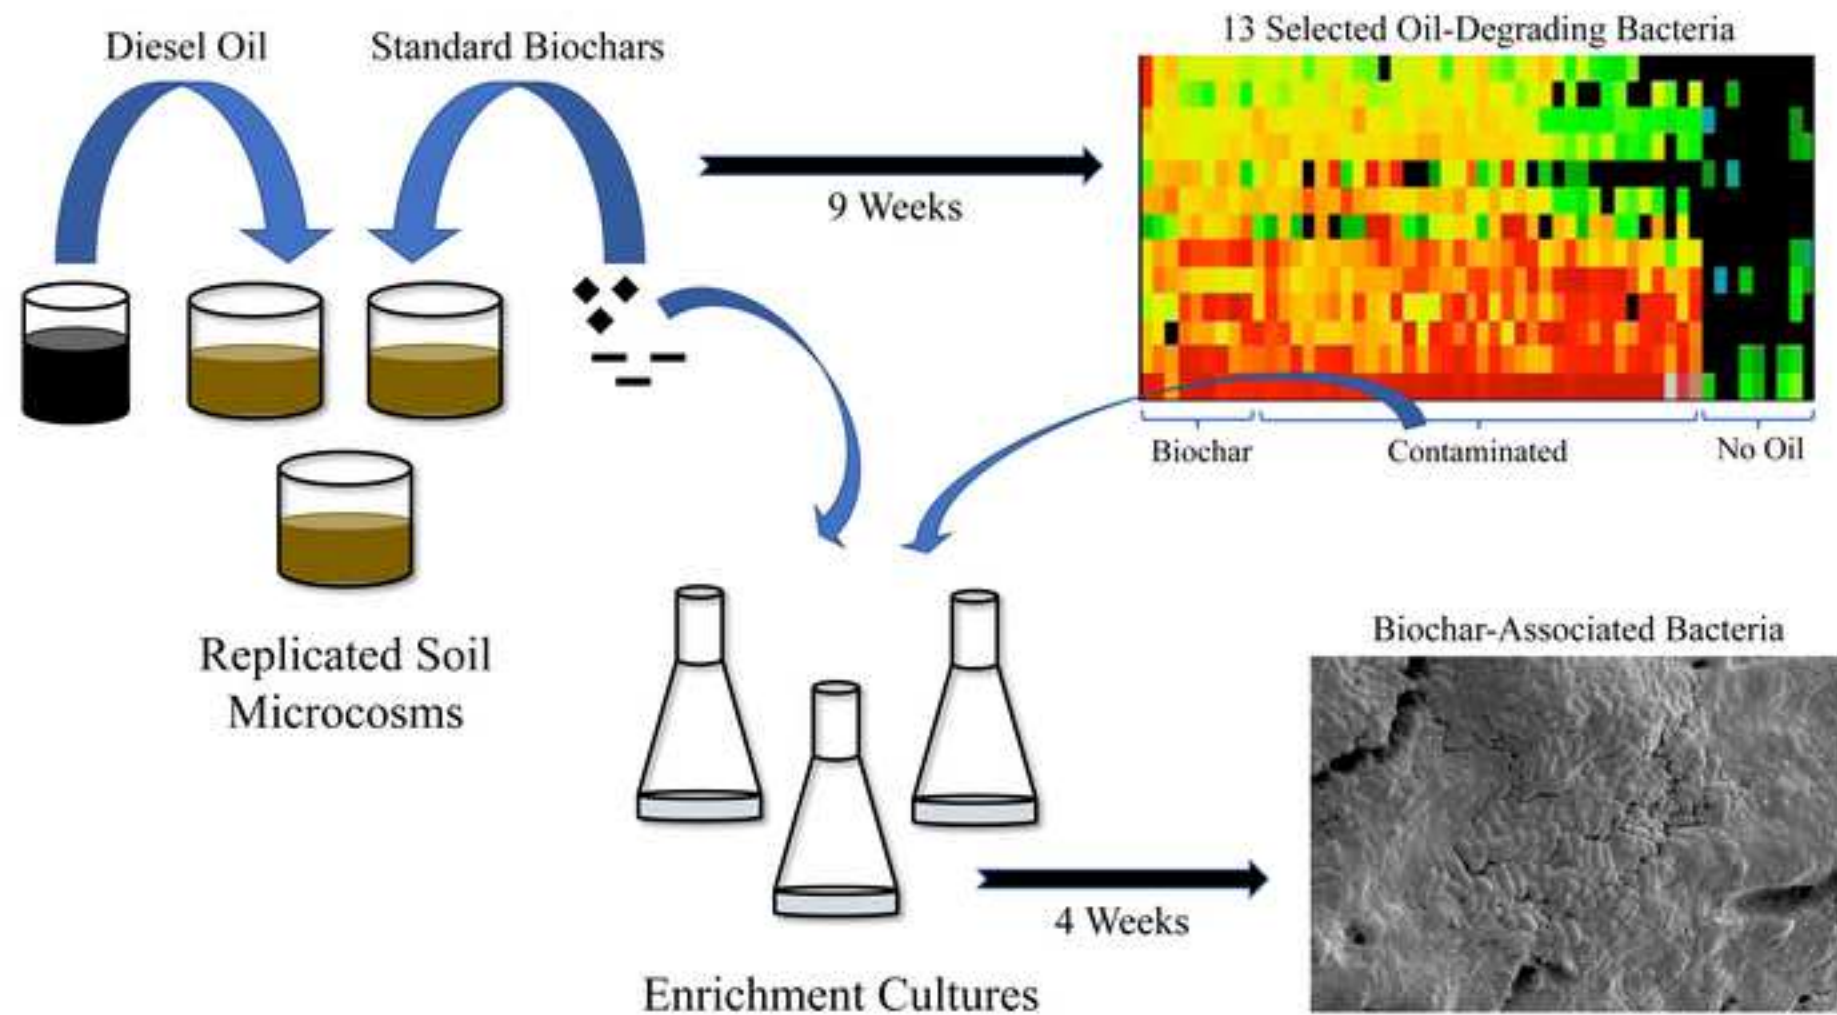 Diesel Oil
Standard Biochars
13 Selected Oil-Degrading Bacteria
9 Weeks
Biochar
Contaminated
No Oil
Replicated Soil
Microcosms
Biochar-Associated Bacteria
4 Weeks
Enrichment Cultures